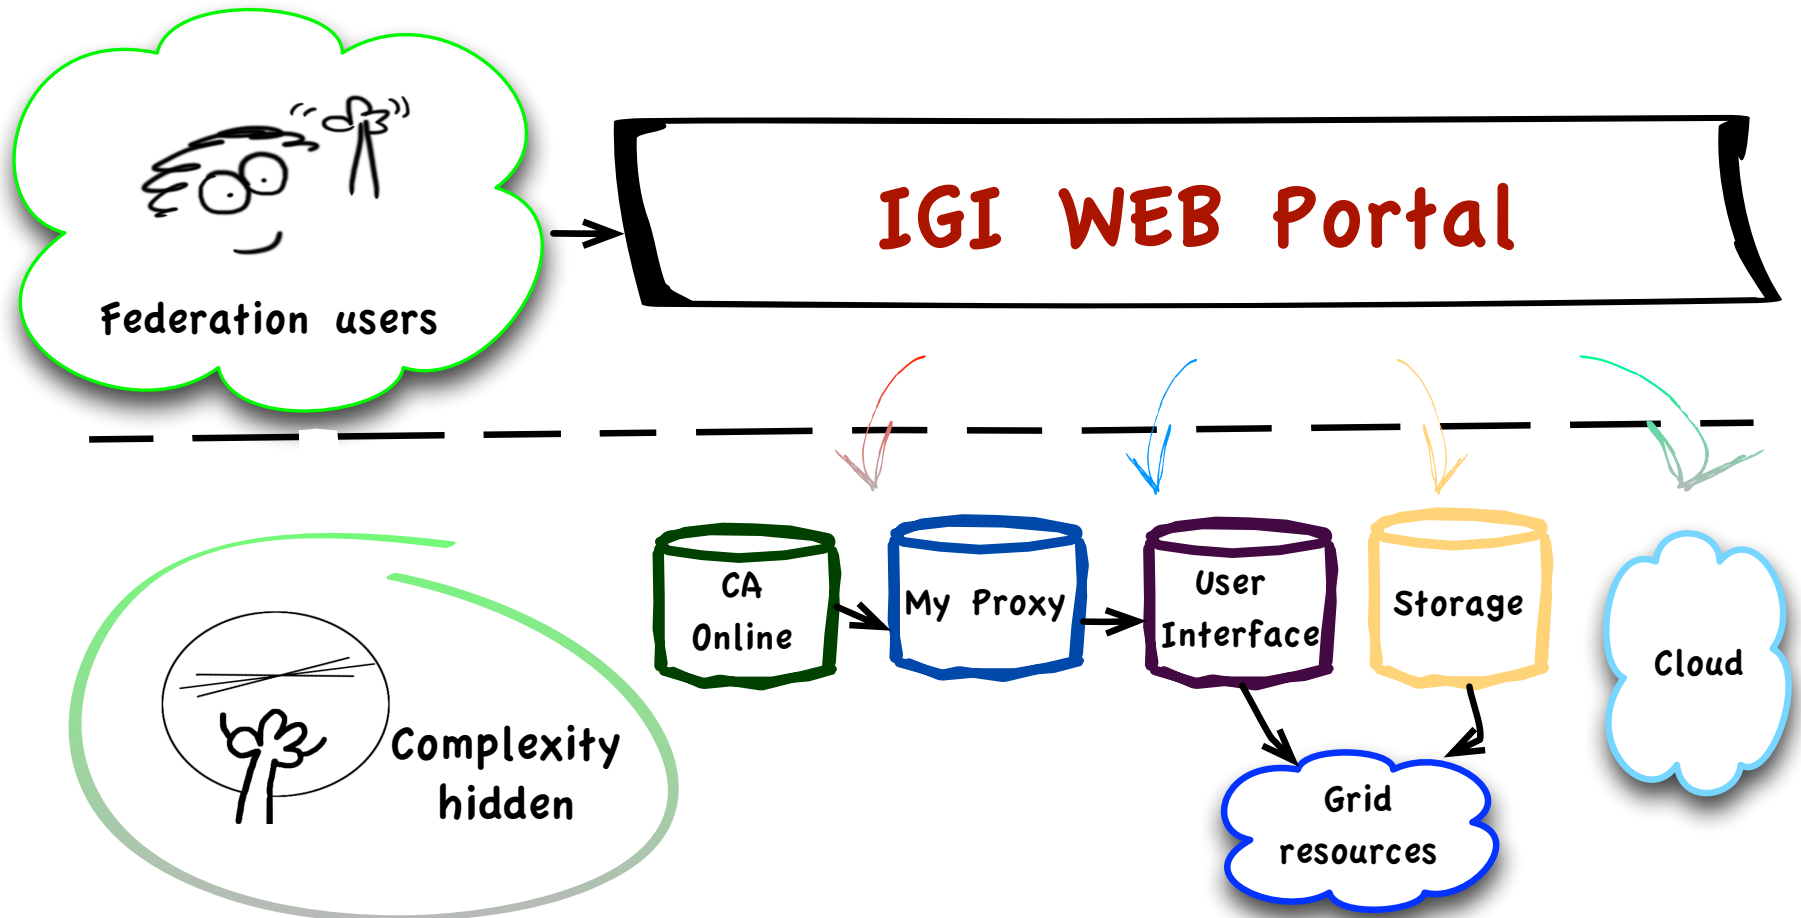 IGI WEB Portal
Federation users
CA
Online
My Proxy
User
Interface
Storage
Cloud
Complexity
hidden
Grid
resources